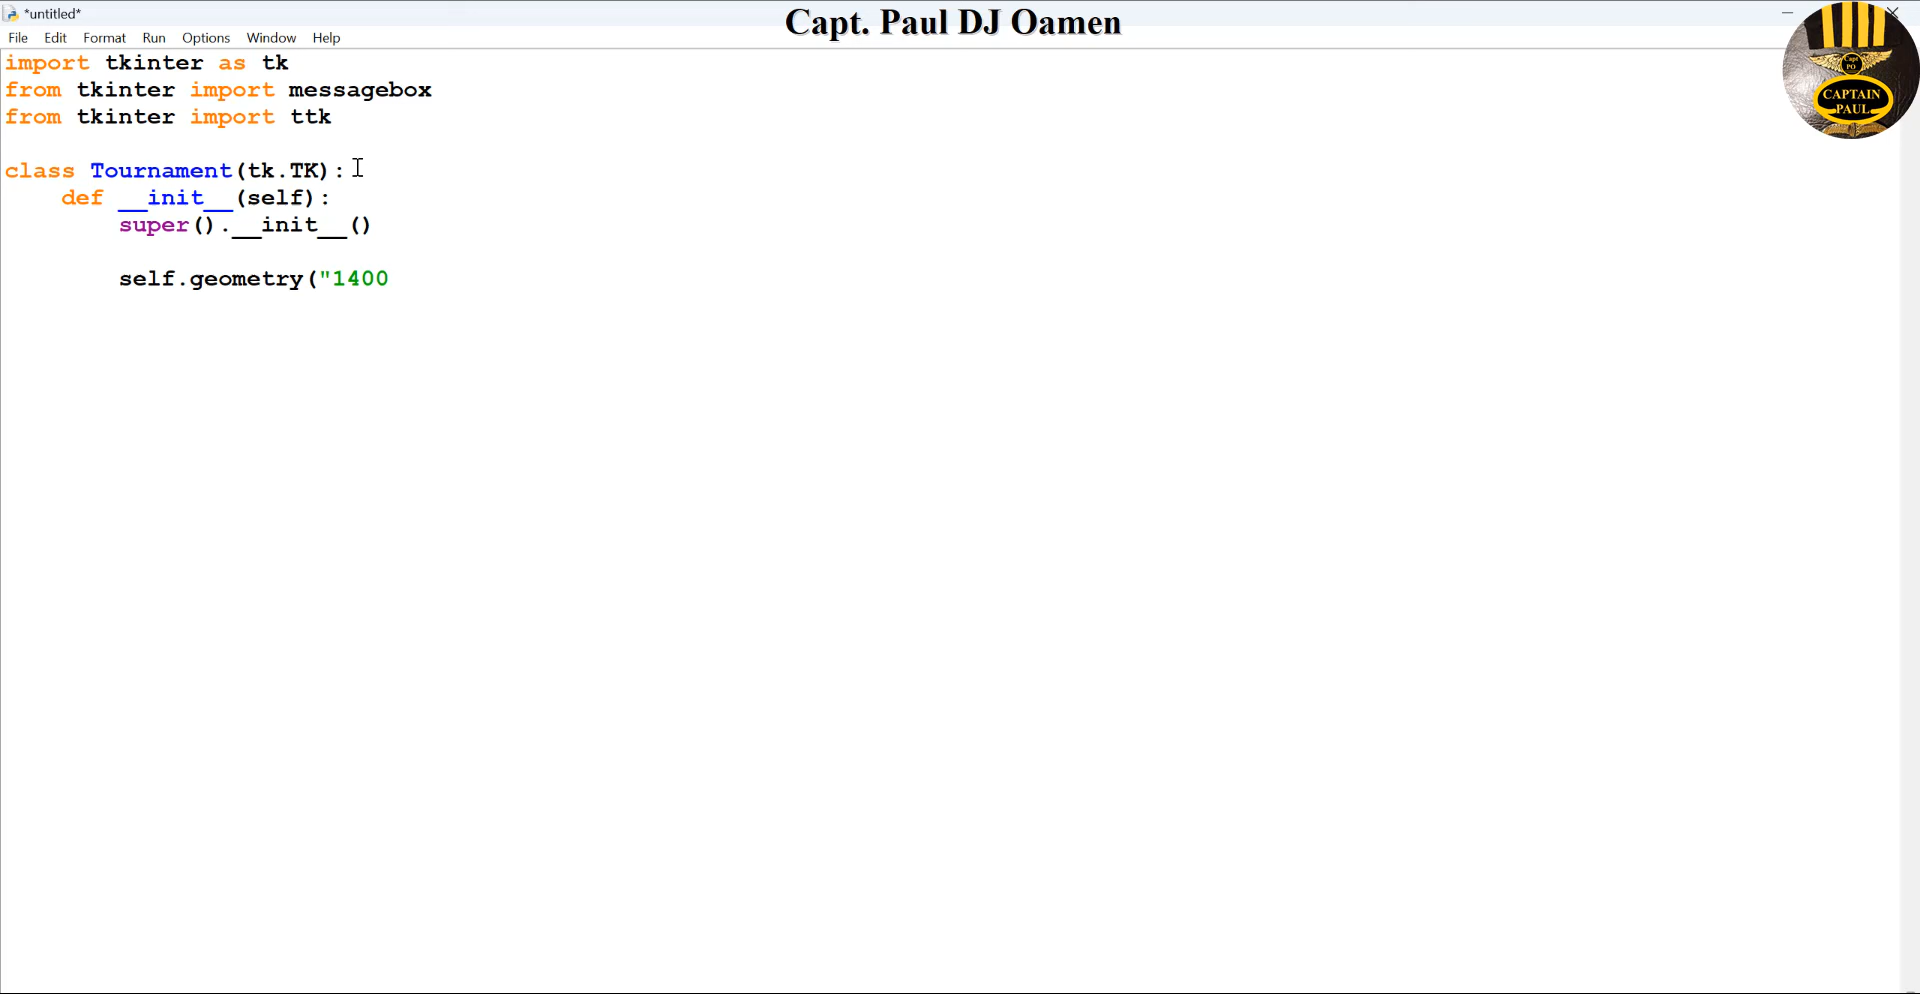 *untitled*
Capt. Paul DJ Oamen
File Edit Format Run Options Window Help
import tkinter as tk
from tkinter import messagebox
from tkinter import ttk
class Tournament(tk.TK):
    def __init__(self):
        super().__init__()
        self.geometry("1400
Capt
PO
CAPTAIN
PAUL